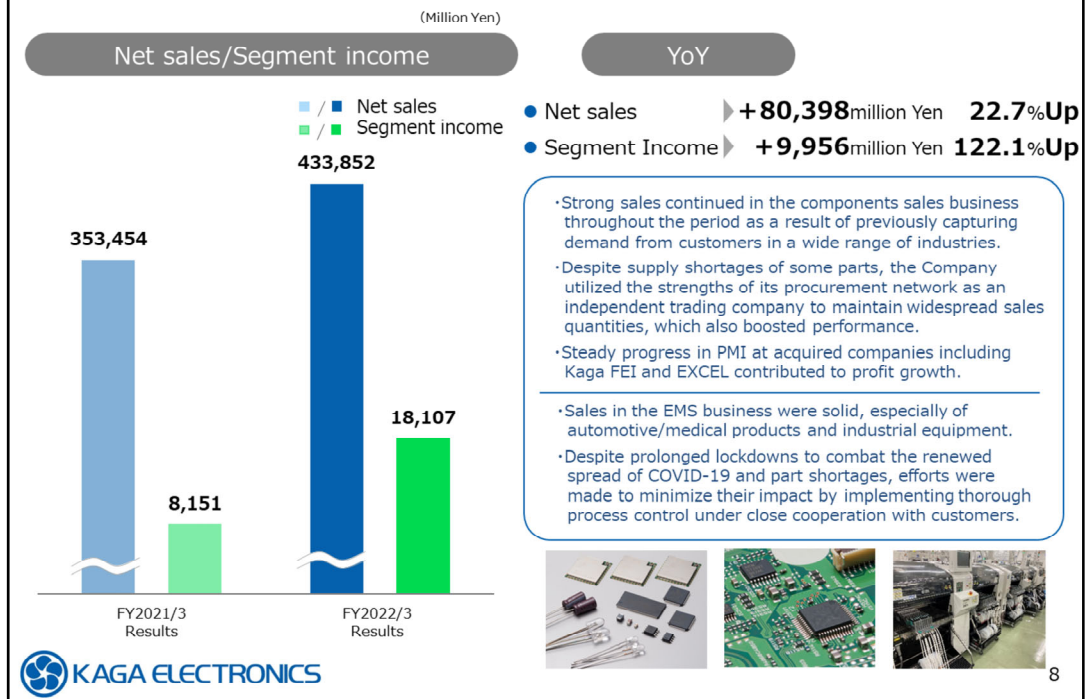 (Million Yen)
Net sales/Segment income
YoY
/ Net sales
/ Segment income
433,852
353,454
18,107
8,151
FY2021/3
Results
FY2022/3
Results
● Net sales +80,398million Yen 22.7%Up
● Segment Income +9,956million Yen 122.1%Up
・Strong sales continued in the components sales business
throughout the period as a result of previously capturing
demand from customers in a wide range of industries.
・Despite supply shortages of some parts, the Company
utilized the strengths of its procurement network as an
independent trading company to maintain widespread sales
quantities, which also boosted performance.
・Steady progress in PMI at acquired companies including
Kaga FEI and EXCEL contributed to profit growth.
・Sales in the EMS business were solid, especially of
automotive/medical products and industrial equipment.
・Despite prolonged lockdowns to combat the renewed
spread of COVID-19 and part shortages, efforts were
made to minimize their impact by implementing thorough
process control under close cooperation with customers.
KAGA ELECTRONICS
8